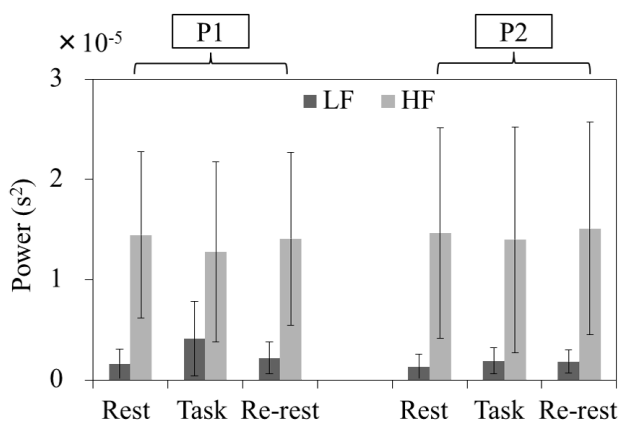 P1 P2
× 10⁻⁵
3
LF HF
2
1
0
Power (s²)
Rest Task Re-rest Rest Task Re-rest